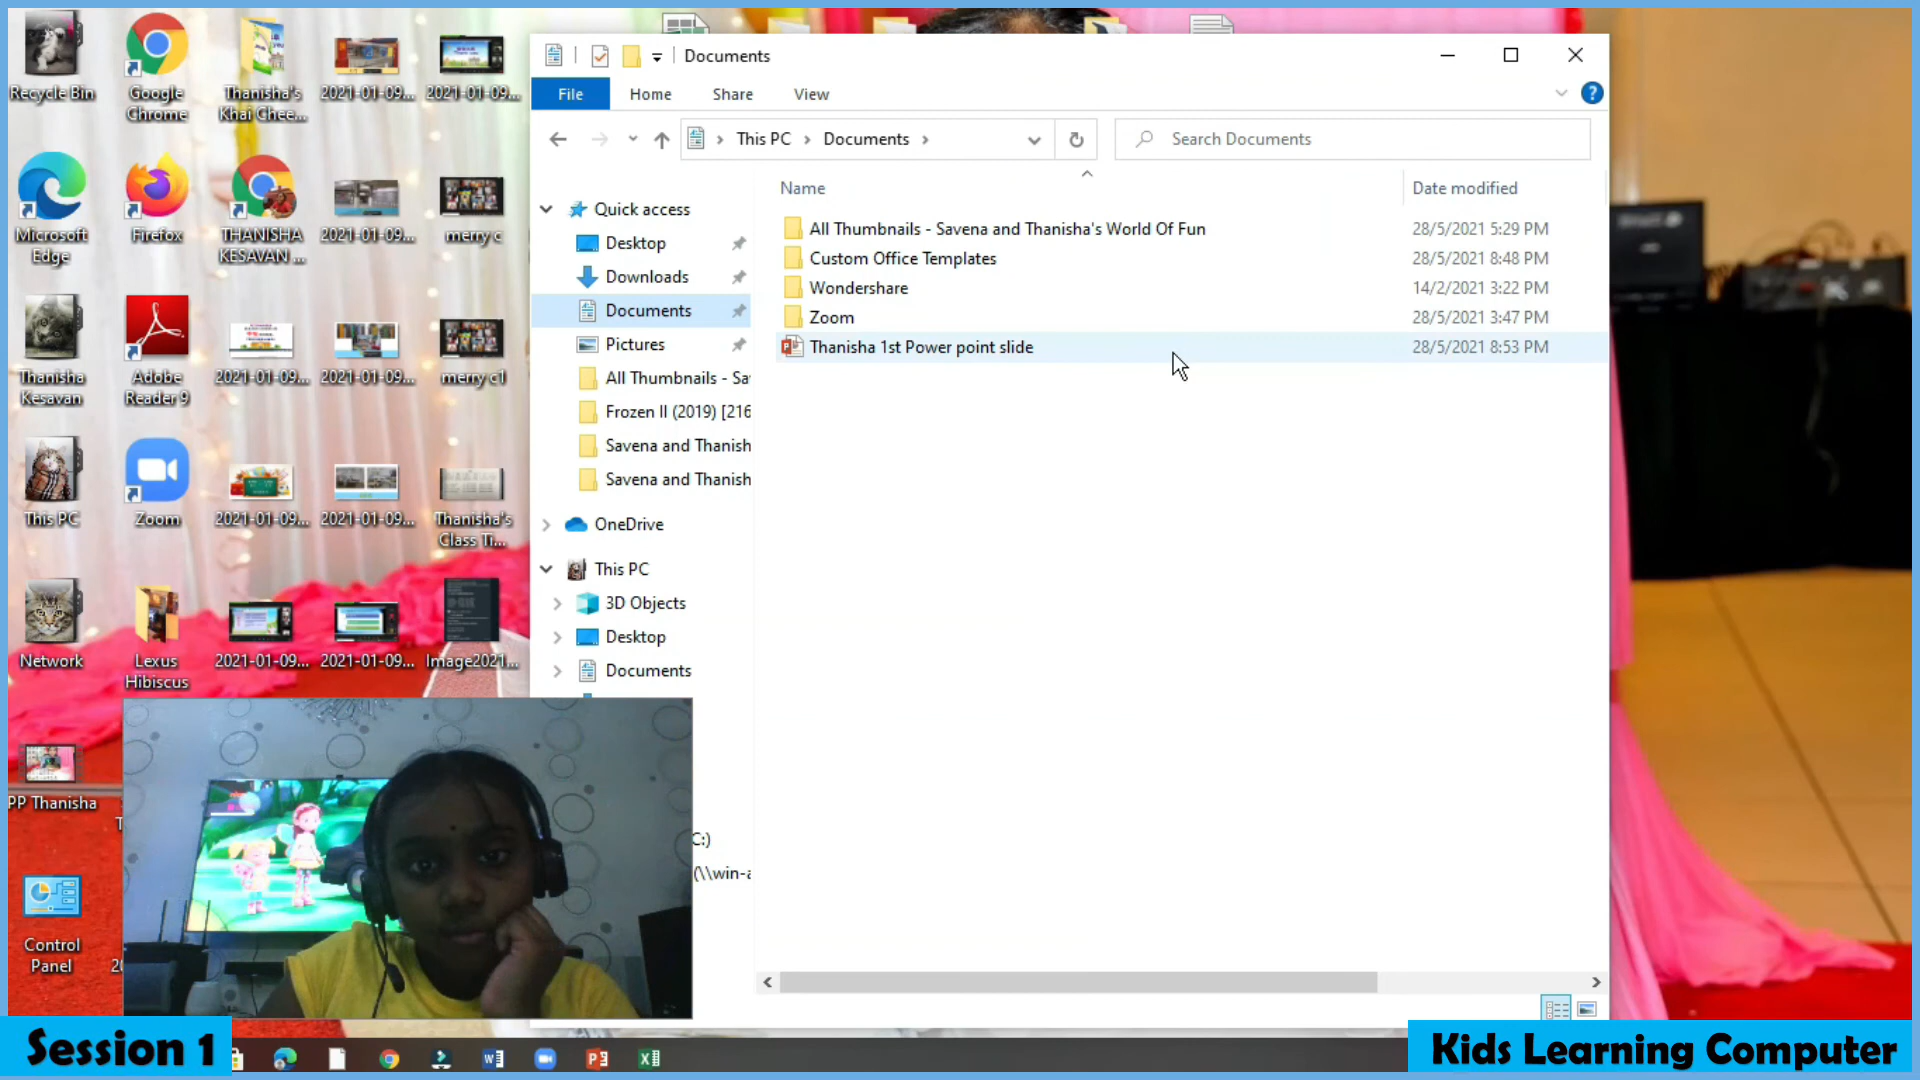 Documents
File Home Share View
This PC Documents
Search Documents
Name Date modified
All Thumbnails - Savena and Thanisha's World Of Fun 28/5/2021 5:29 PM
Custom Office Templates 28/5/2021 8:48 PM
Wondershare 14/2/2021 3:22 PM
Zoom 28/5/2021 3:47 PM
Thanisha 1st Power point slide 28/5/2021 8:53 PM
Quick access
Desktop
Downloads
Documents
Pictures
All Thumbnails - Sa
Frozen II (2019) [216
Savena and Thanish
Savena and Thanish
OneDrive
This PC
3D Objects
Desktop
Documents
C:)
(\\win-a
Recycle Bin
Google Chrome
Thanisha's Khai Ghee...
2021-01-09...
2021-01-09...
Microsoft Edge
Firefox
THANISHA KESAVAN ...
2021-01-09...
merry c
Thanisha Kesavan
Adobe Reader 9
2021-01-09...
2021-01-09...
merry c1
This PC
Zoom
2021-01-09...
2021-01-09...
Thanisha's Class Ti...
Network
Lexus Hibiscus
2021-01-09...
2021-01-09...
Image2021...
PP Thanisha
Control Panel
Session 1
Kids Learning Computer